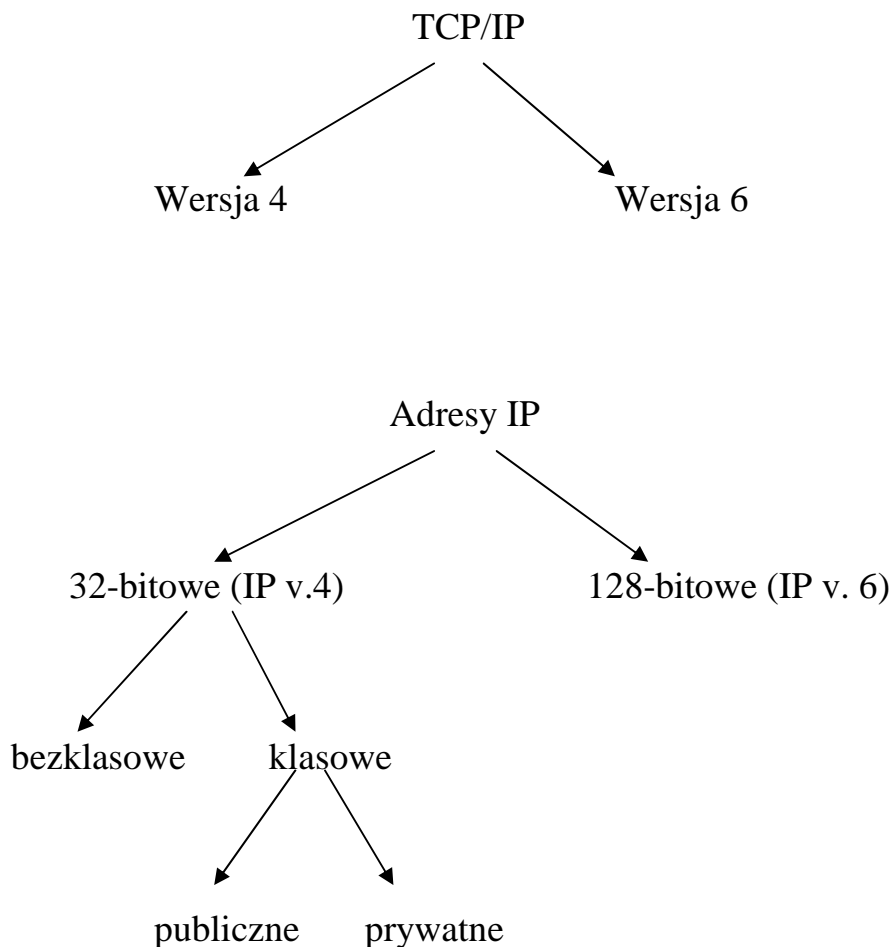 TCP/IP
Wersja 4 Wersja 6
Adresy IP
32-bitowe (IP v.4) 128-bitowe (IP v. 6)
bezklasowe klasowe
publiczne prywatne